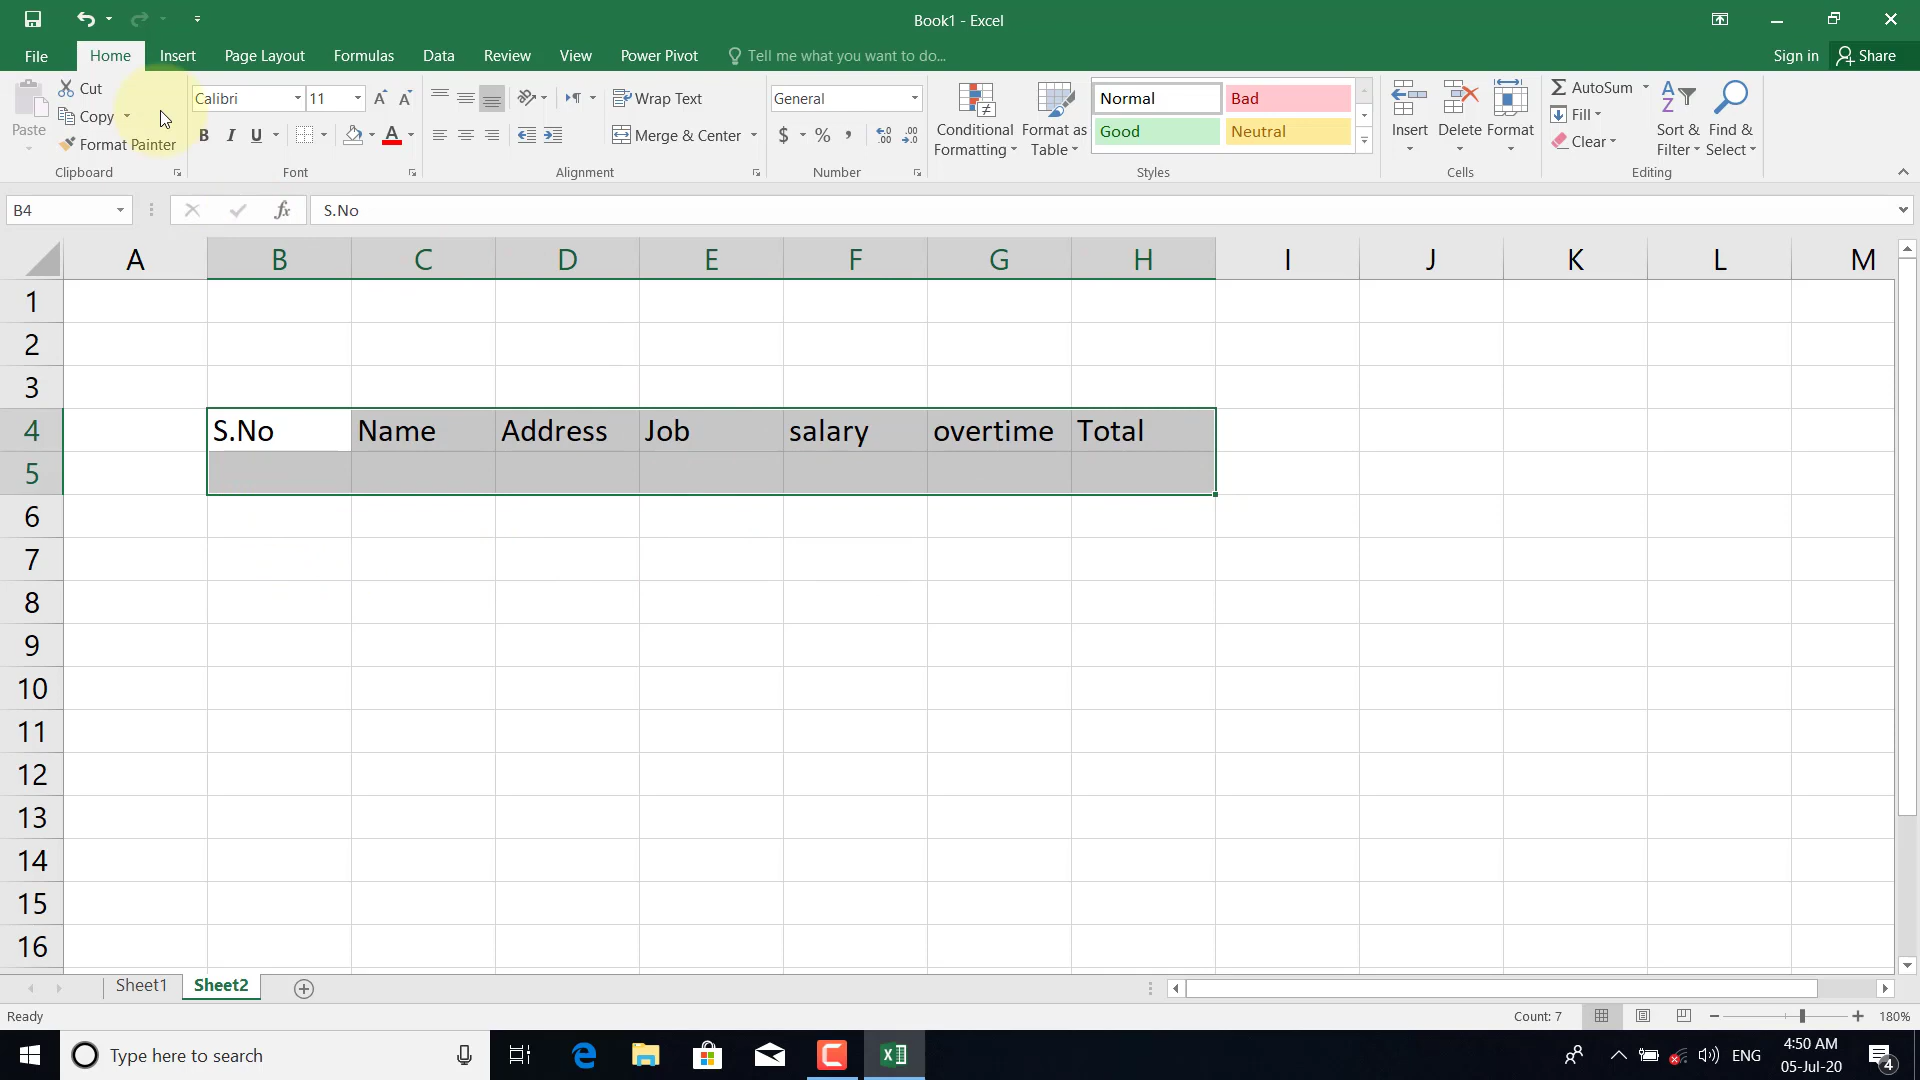 Book1 - Excel
File Home Insert Page Layout Formulas Data Review View Power Pivot Tell me what you want to do... Sign in Share
Paste
Cut
Copy
Format Painter
Clipboard
Calibri 11
B I U A
Font
Wrap Text
Merge & Center
Alignment
General
$ % ,
Number
Conditional Formatting
Format as Table
Normal Bad
Good Neutral
Styles
Insert Delete Format
Cells
AutoSum
Fill
Clear
Sort & Filter
Find & Select
Editing
B4 fx S.No
A B C D E F G H I J K L M
1
2
3
4 S.No Name Address Job salary overtime Total
5
6
7
8
9
10
11
12
13
14
15
16
Sheet1 Sheet2
Ready Count: 7 180%
Type here to search ENG 4:50 AM
05-Jul-20 4